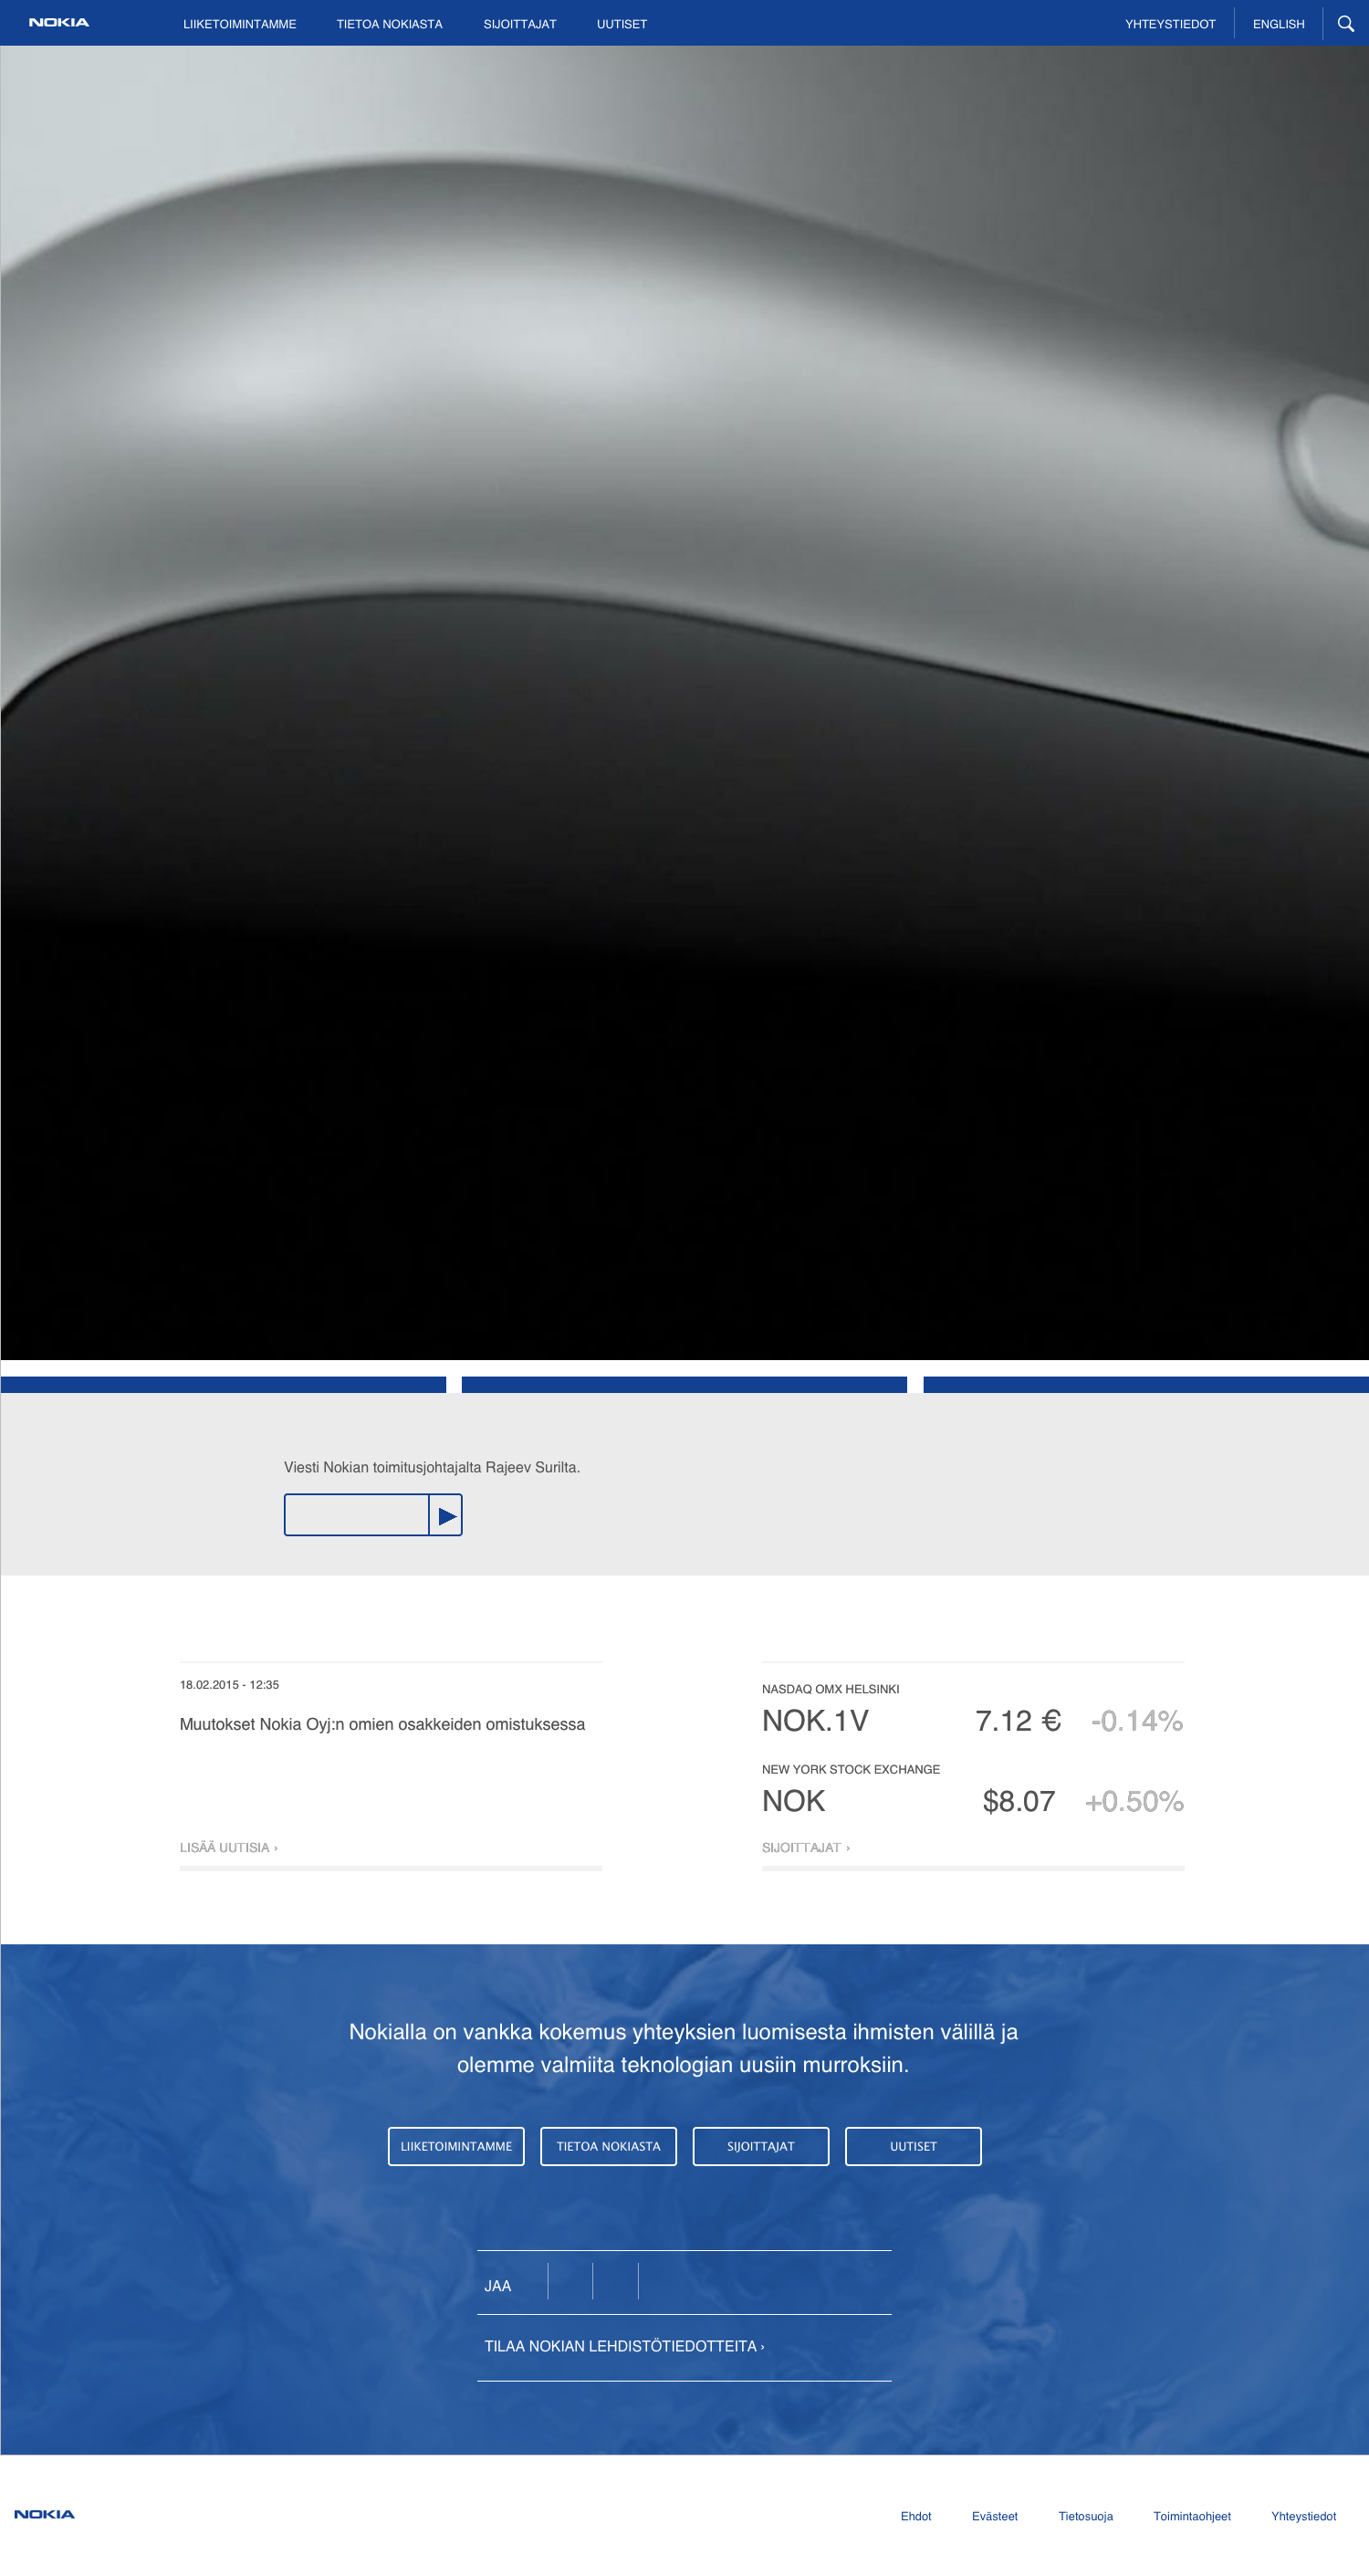 NOKIA
LIIKETOIMINTAMME
TIETOA NOKIASTA
SIJOITTAJAT
UUTISET
YHTEYSTIEDOT
ENGLISH
Viesti Nokian toimitusjohtajalta Rajeev Surilta.
18.02.2015 - 12:35
Muutokset Nokia Oyj:n omien osakkeiden omistuksessa
LISÄÄ UUTISIA ›
NASDAQ OMX HELSINKI
NOK.1V 7.12 € -0.14%
NEW YORK STOCK EXCHANGE
NOK $8.07 +0.50%
SIJOITTAJAT ›
Nokialla on vankka kokemus yhteyksien luomisesta ihmisten välillä ja
olemme valmiita teknologian uusiin murroksiin.
LIIKETOIMINTAMME
TIETOA NOKIASTA
SIJOITTAJAT
UUTISET
JAA
TILAA NOKIAN LEHDISTÖTIEDOTTEITA ›
NOKIA
Ehdot
Evästeet
Tietosuoja
Toimintaohjeet
Yhteystiedot